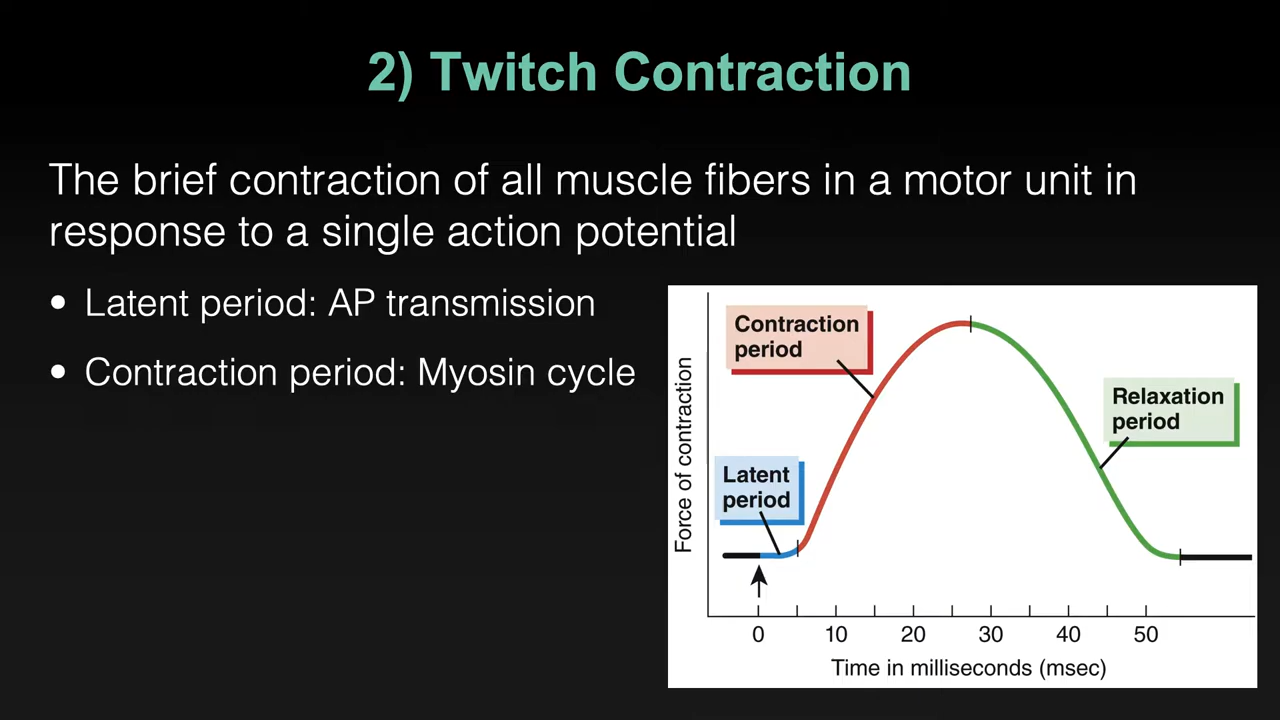 2) Twitch Contraction
The brief contraction of all muscle fibers in a motor unit in
response to a single action potential
• Latent period: AP transmission
• Contraction period: Myosin cycle
Contraction
period
Relaxation
period
Latent
period
Force of contraction
0 10 20 30 40 50
Time in milliseconds (msec)